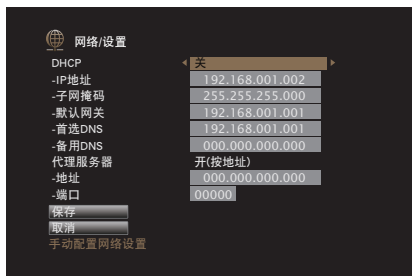 网络/设置
DHCP 关
-IP地址 192.168.001.002
-子网掩码 255.255.255.000
-默认网关 192.168.001.001
-首选DNS 192.168.001.001
-备用DNS 000.000.000.000
代理服务器 开(按地址)
-地址 000.000.000.000
-端口 00000
保存
取消
手动配置网络设置